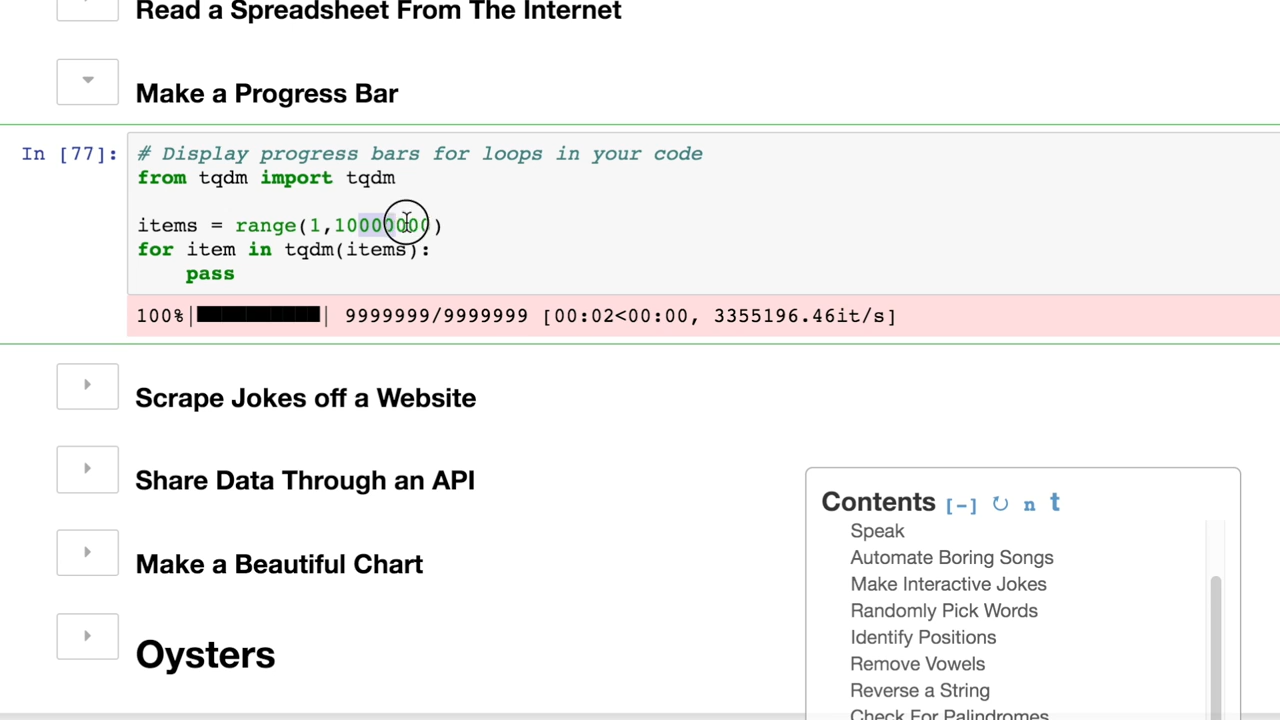 Read a Spreadsheet From The Internet
Make a Progress Bar
In [77]:
# Display progress bars for loops in your code
from tqdm import tqdm
items = range(1,10000000)
for item in tqdm(items):
    pass
100%|██████████| 9999999/9999999 [00:02<00:00, 3355196.46it/s]
Scrape Jokes off a Website
Share Data Through an API
Make a Beautiful Chart
Oysters
Contents [-] ↻ n t
Speak
Automate Boring Songs
Make Interactive Jokes
Randomly Pick Words
Identify Positions
Remove Vowels
Reverse a String
Check For Palindromes